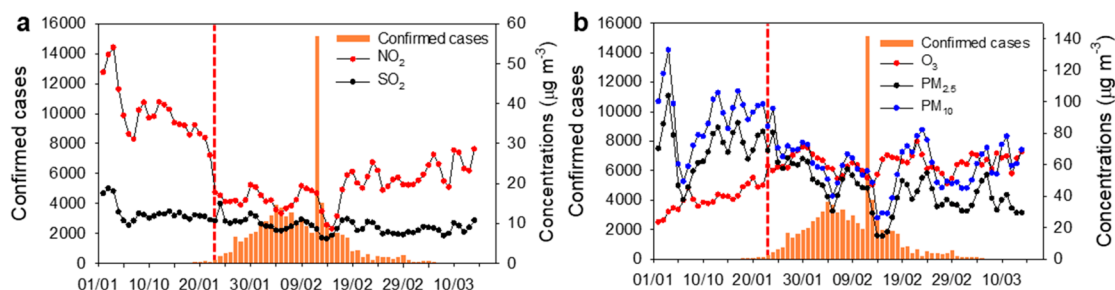 a
16000
14000
12000
10000
8000
6000
4000
2000
0
Confirmed cases
60
50
40
30
20
10
0
Concentrations (μg m-3)
Confirmed cases
NO2
SO2
01/01 10/01 20/01 30/01 09/02 19/02 29/02 10/03
b
16000
14000
12000
10000
8000
6000
4000
2000
0
Confirmed cases
140
120
100
80
60
40
20
0
Concentrations (μg m-3)
Confirmed cases
O3
PM2.5
PM10
01/01 10/01 20/01 30/01 09/02 19/02 29/02 10/03